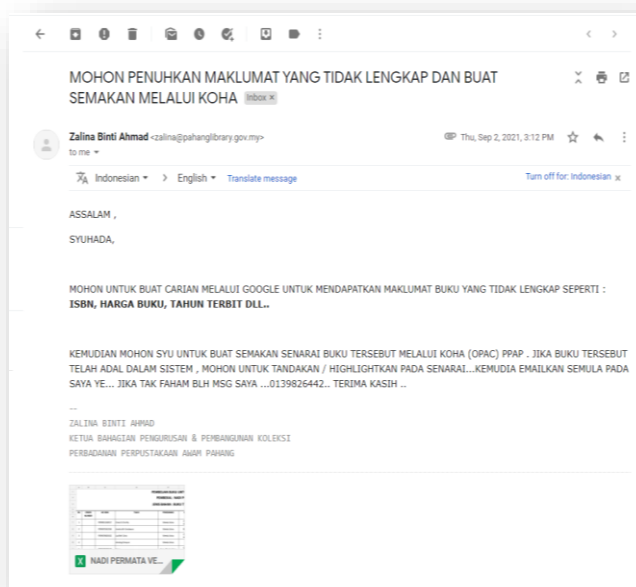 MOHON PENUHKAN MAKLUMAT YANG TIDAK LENGKAP DAN BUAT
SEMAKAN MELALUI KOHA Inbox ×
Zalina Binti Ahmad <zalina@pahanglibrary.gov.my>
Thu, Sep 2, 2021, 3:12 PM
to me
Indonesian > English Translate message
Turn off for: Indonesian x
ASSALAM ,
SYUHADA,
MOHON UNTUK BUAT CARIAN MELALUI GOOGLE UNTUK MENDAPATKAN MAKLUMAT BUKU YANG TIDAK LENGKAP SEPERTI :
ISBN, HARGA BUKU, TAHUN TERBIT DLL..
KEMUDIAN MOHON SYU UNTUK BUAT SEMAKAN SENARAI BUKU TERSEBUT MELALUI KOHA (OPAC) PPAP . JIKA BUKU TERSEBUT
TELAH ADAL DALAM SISTEM , MOHON UNTUK TANDAKAN / HIGHLIGHTKAN PADA SENARAI...KEMUDIA EMAILKAN SEMULA PADA
SAYA YE... JIKA TAK FAHAM BLH MSG SAYA ...0139826442.. TERIMA KASIH ..
--
ZALINA BINTI AHMAD
KETUA BAHAGIAN PENGURUSAN & PEMBANGUNAN KOLEKSI
PERBADANAN PERPUSTAKAAN AWAM PAHANG
X NADI PERMATA VE...